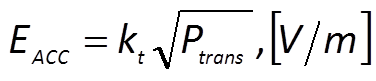 E_ACC = k_t √P_trans , [V/m]